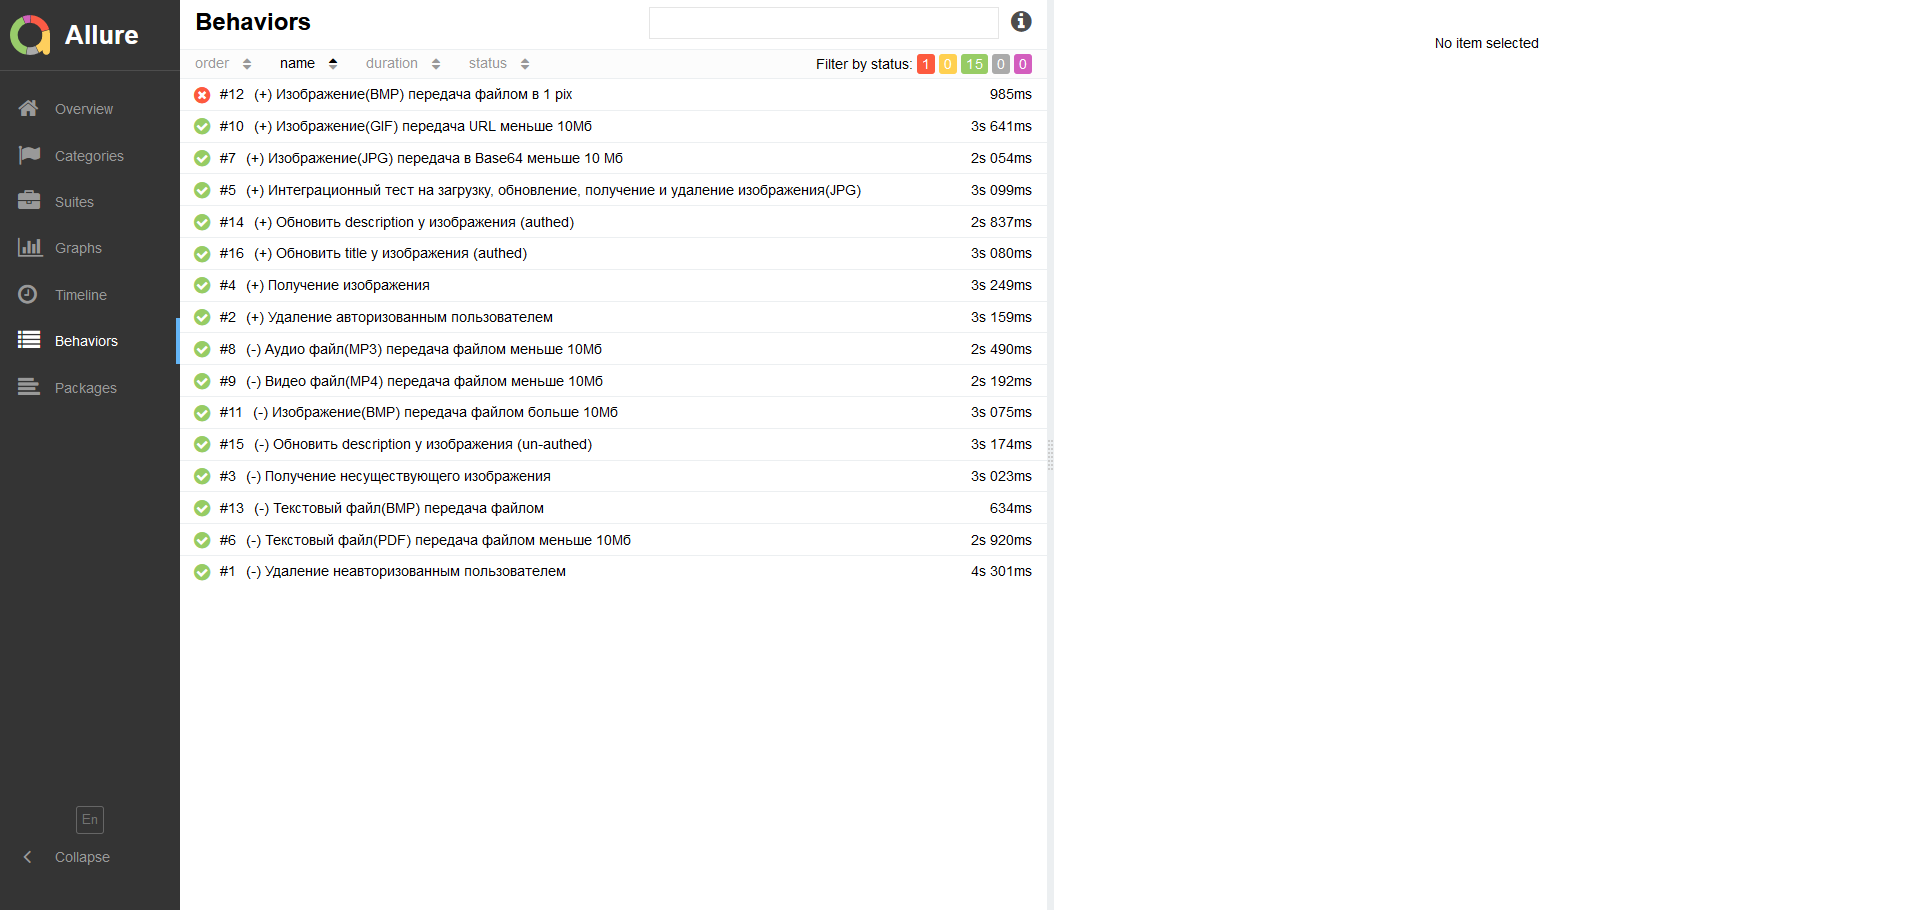 Allure
Overview
Categories
Suites
Graphs
Timeline
Behaviors
Packages
En
Collapse
Behaviors
order name duration status Filter by status: 1 0 15 0 0
#12 (+) Изображение(BMP) передача файлом в 1 pix 985ms
#10 (+) Изображение(GIF) передача URL меньше 10Мб 3s 641ms
#7 (+) Изображение(JPG) передача в Base64 меньше 10 Мб 2s 054ms
#5 (+) Интеграционный тест на загрузку, обновление, получение и удаление изображения(JPG) 3s 099ms
#14 (+) Обновить description у изображения (authed) 2s 837ms
#16 (+) Обновить title у изображения (authed) 3s 080ms
#4 (+) Получение изображения 3s 249ms
#2 (+) Удаление авторизованным пользователем 3s 159ms
#8 (-) Аудио файл(MP3) передача файлом меньше 10Мб 2s 490ms
#9 (-) Видео файл(MP4) передача файлом меньше 10Мб 2s 192ms
#11 (-) Изображение(BMP) передача файлом больше 10Мб 3s 075ms
#15 (-) Обновить description у изображения (un-authed) 3s 174ms
#3 (-) Получение несуществующего изображения 3s 023ms
#13 (-) Текстовый файл(BMP) передача файлом 634ms
#6 (-) Текстовый файл(PDF) передача файлом меньше 10Мб 2s 920ms
#1 (-) Удаление неавторизованным пользователем 4s 301ms
No item selected